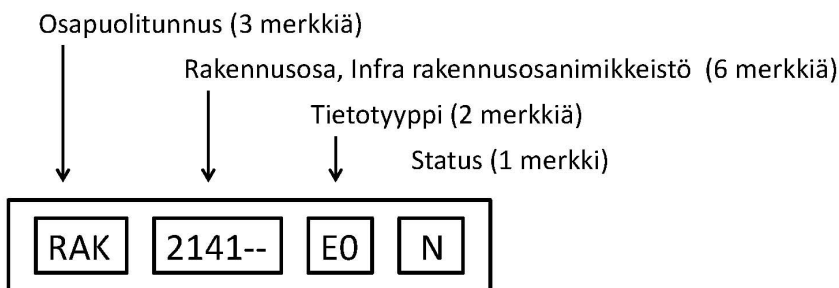 Osapuolitunnus (3 merkkiä)
Rakennusosa, Infra rakennusosanimikkeistö (6 merkkiä)
Tietotyyppi (2 merkkiä)
Status (1 merkki)
RAK 2141-- E0 N